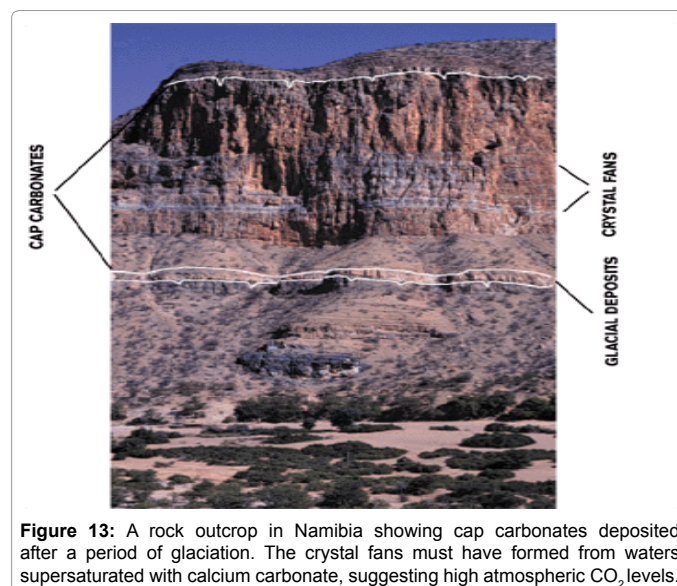 CAP CARBONATES
CRYSTAL FANS
GLACIAL DEPOSITS
Figure 13: A rock outcrop in Namibia showing cap carbonates deposited
after a period of glaciation. The crystal fans must have formed from waters
supersaturated with calcium carbonate, suggesting high atmospheric CO₂ levels.